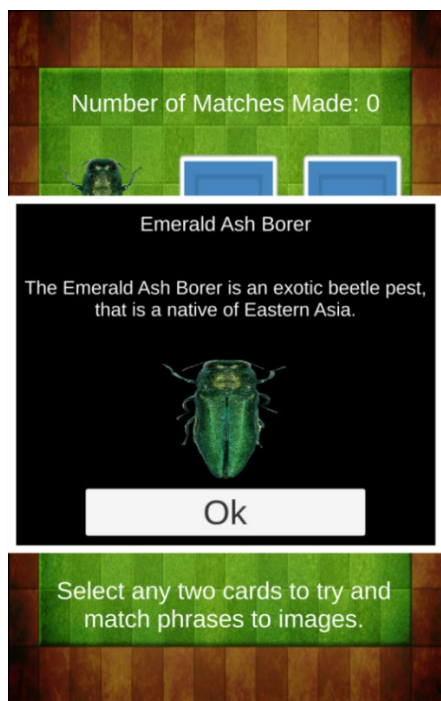 Number of Matches Made: 0
Emerald Ash Borer
The Emerald Ash Borer is an exotic beetle pest,
that is a native of Eastern Asia.
Ok
Select any two cards to try and
match phrases to images.